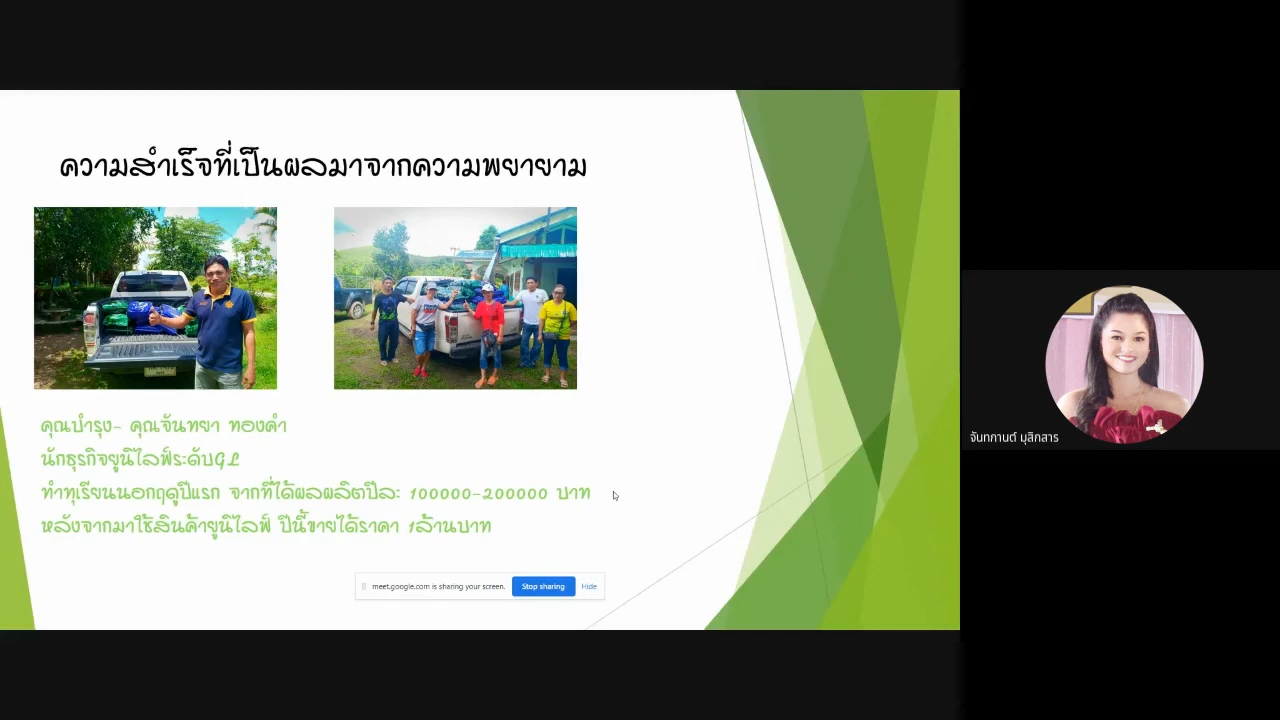 ความสำเร็จที่เป็นผลมาจากความพยายาม
คุณบำรุง- คุณจันทยา ทองคำ
นักธุรกิจยูนิไลฟ์ระดับGL
ทำทุเรียนนอกฤดูปีแรก จากที่ได้ผลผลิตปีละ 100000-200000 บาท
หลังจากมาใช้สินค้ายูนิไลฟ์ ปีนี้ขายได้ราคา 1ล้านบาท
meet.google.com is sharing your screen. Stop sharing Hide
จันทกานต์ มุสิกสาร